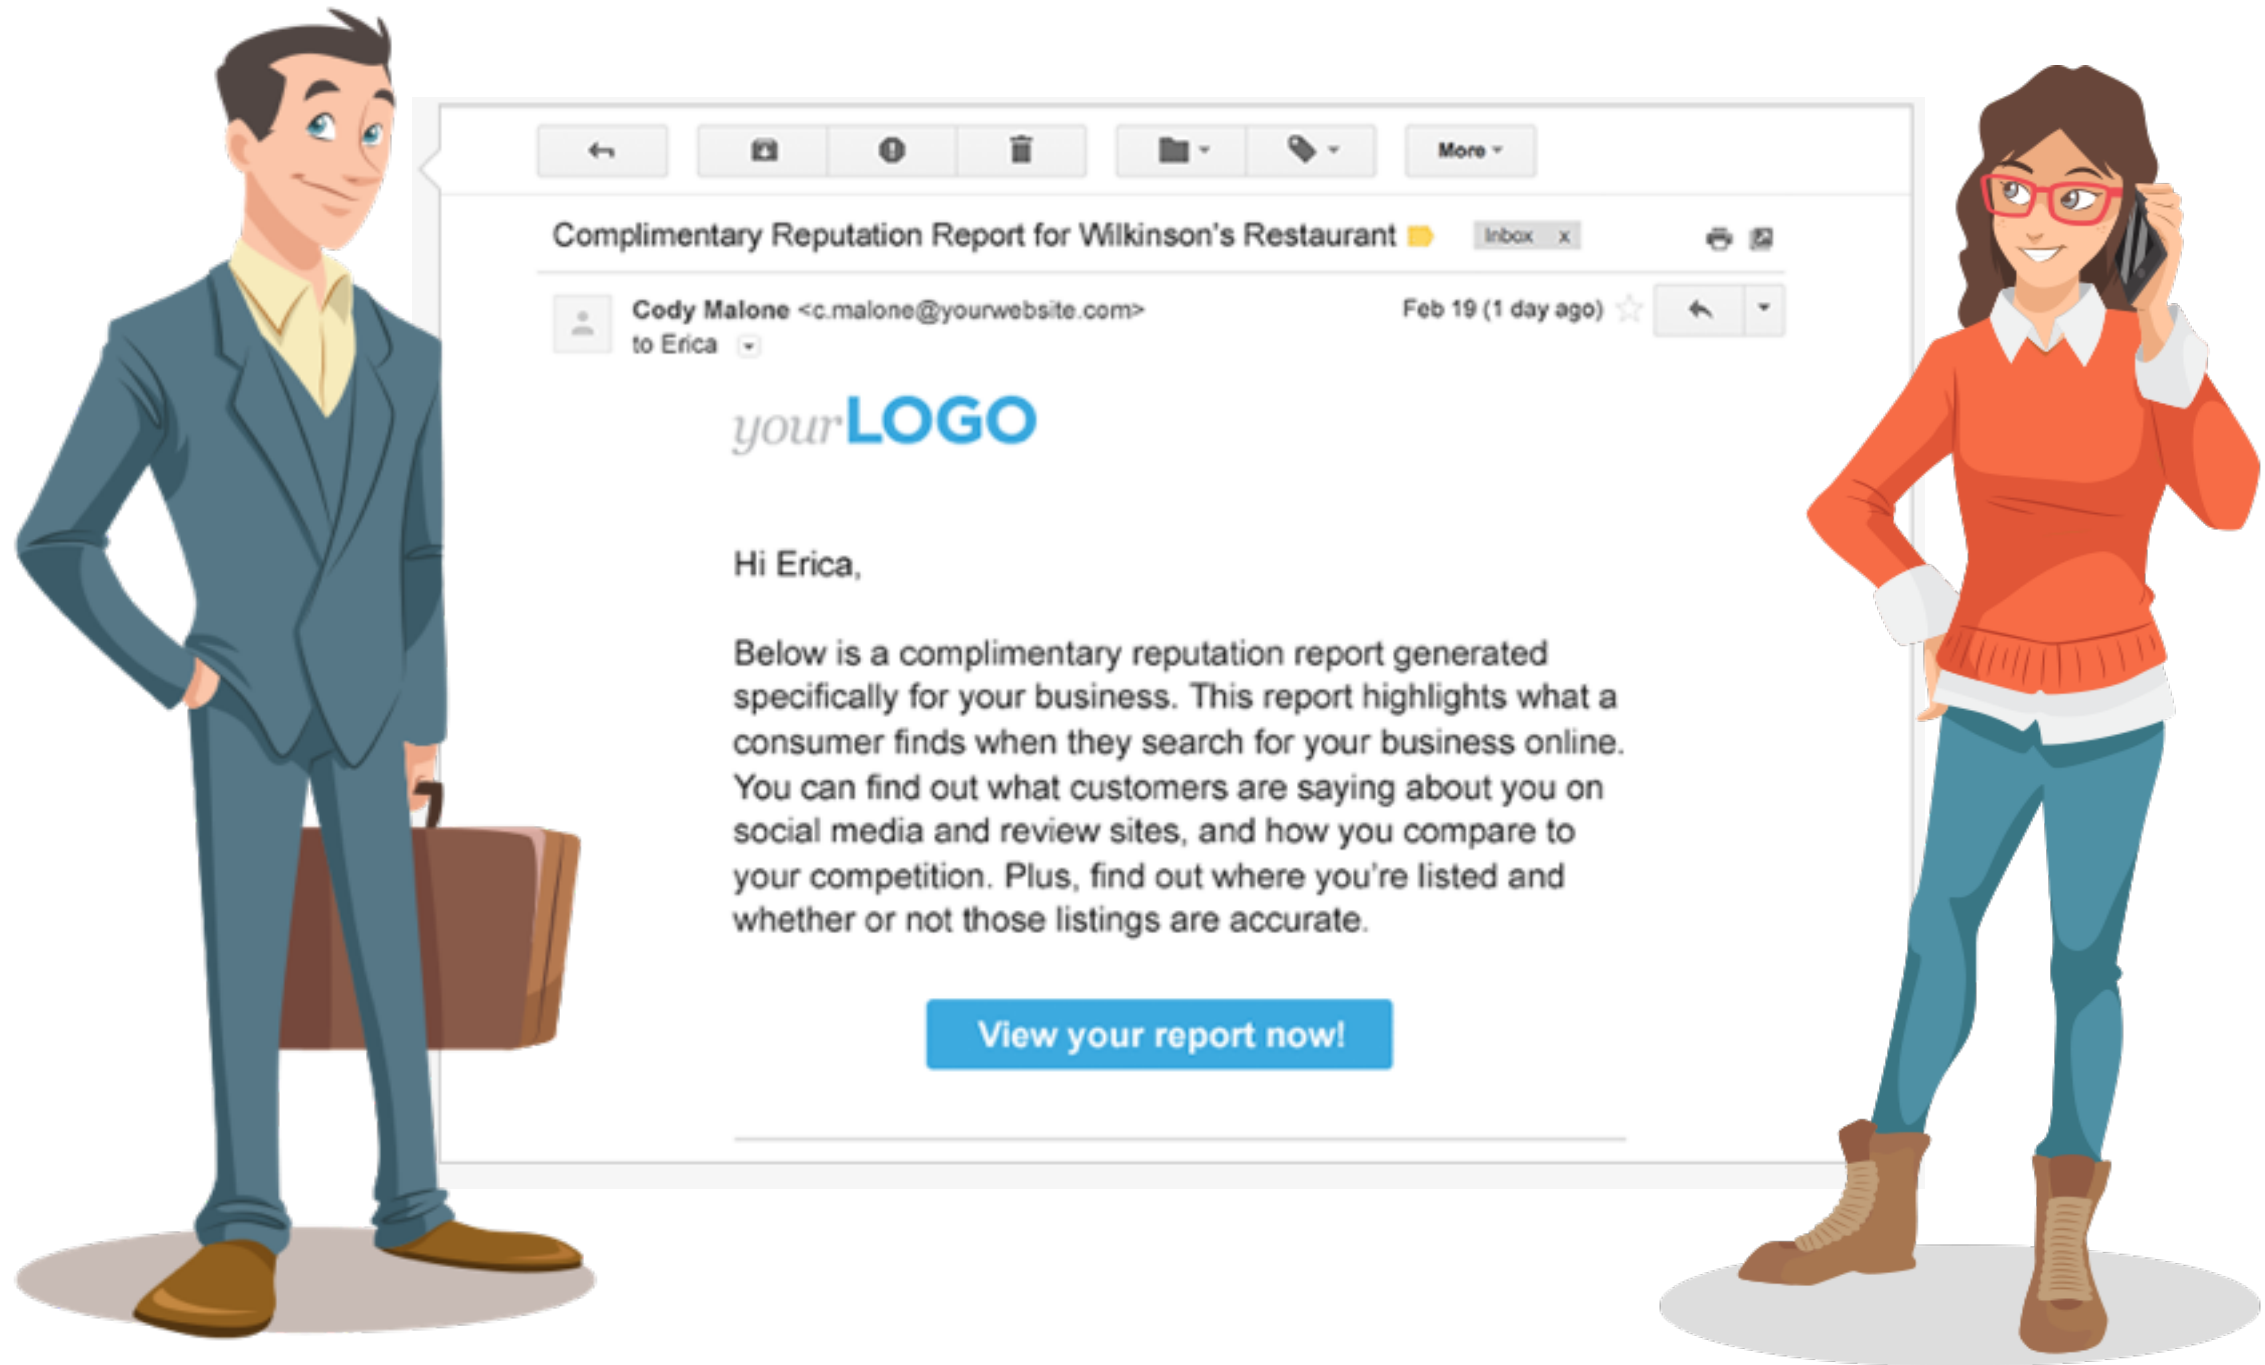 More
Complimentary Reputation Report for Wilkinson's Restaurant Inbox x
Cody Malone <c.malone@yourwebsite.com> Feb 19 (1 day ago)
to Erica
yourLOGO
Hi Erica,
Below is a complimentary reputation report generated
specifically for your business. This report highlights what a
consumer finds when they search for your business online.
You can find out what customers are saying about you on
social media and review sites, and how you compare to
your competition. Plus, find out where you're listed and
whether or not those listings are accurate.
View your report now!